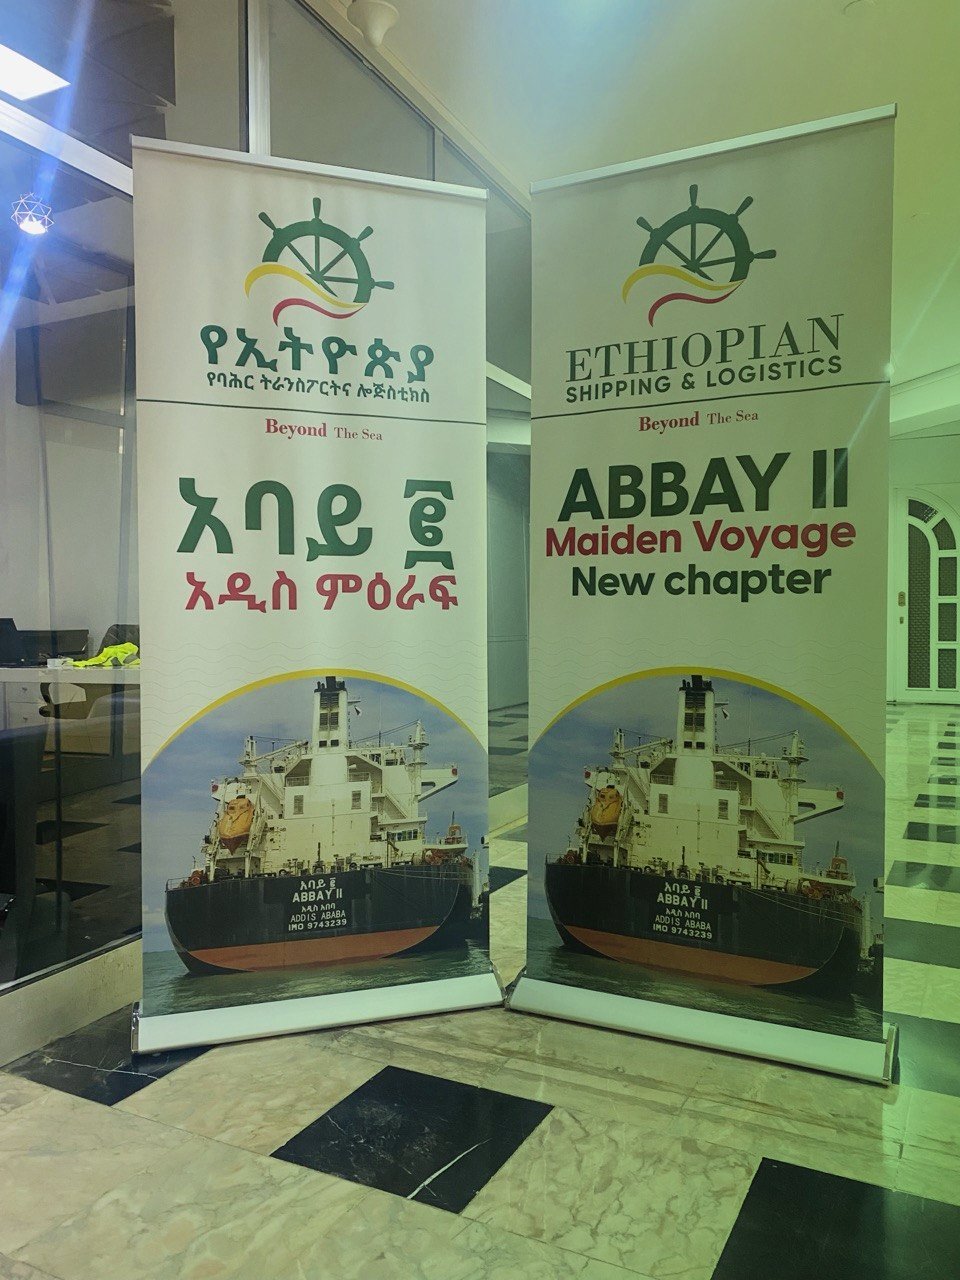 የኢትዮጵያ
የባሕር ትራንስፖርትና ሎጅስቲክስ
Beyond The Sea
አባይ ፪
አዲስ ምዕራፍ
አባይ ፪
ABBAY II
አዲስ አበባ
ADDIS ABABA
IMO 9743239
ETHIOPIAN
SHIPPING & LOGISTICS
Beyond The Sea
ABBAY II
Maiden Voyage
New chapter
አባይ ፪
ABBAY II
አዲስ አበባ
ADDIS ABABA
IMO 9743239